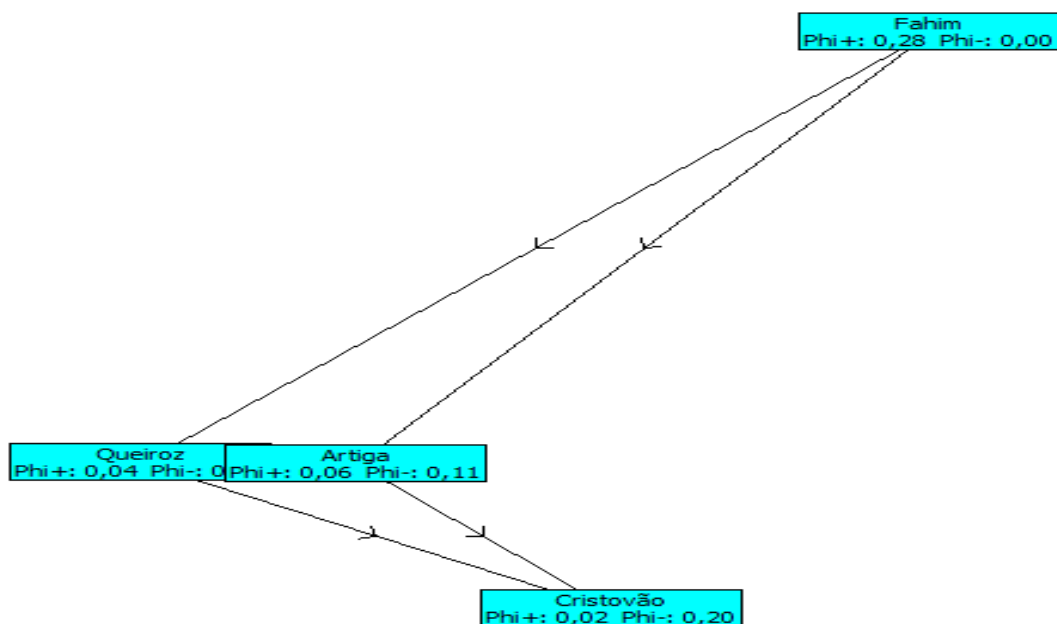 Fahim
Phi+: 0,28 Phi-: 0,00
Queiroz
Phi+: 0,04 Phi-:
Artiga
Phi+: 0,06 Phi-: 0,11
Cristovão
Phi+: 0,02 Phi-: 0,20